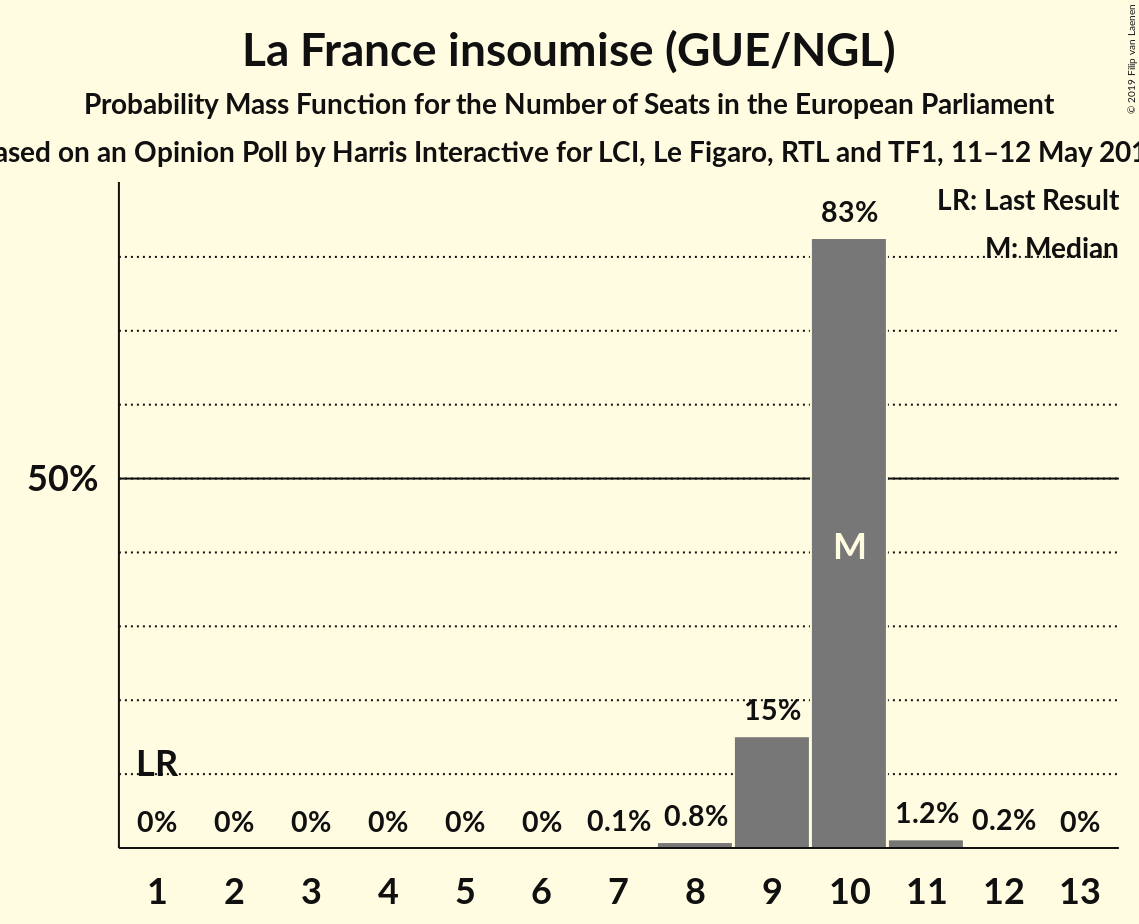 La France insoumise (GUE/NGL)
Probability Mass Function for the Number of Seats in the European Parliament
ased on an Opinion Poll by Harris Interactive for LCI, Le Figaro, RTL and TF1, 11–12 May 201
© 2019 Filip van Laenen
LR: Last Result
M: Median
83%
50%
M
15%
LR
0% 0% 0% 0% 0% 0% 0.1% 0.8% 1.2% 0.2% 0%
1 2 3 4 5 6 7 8 9 10 11 12 13